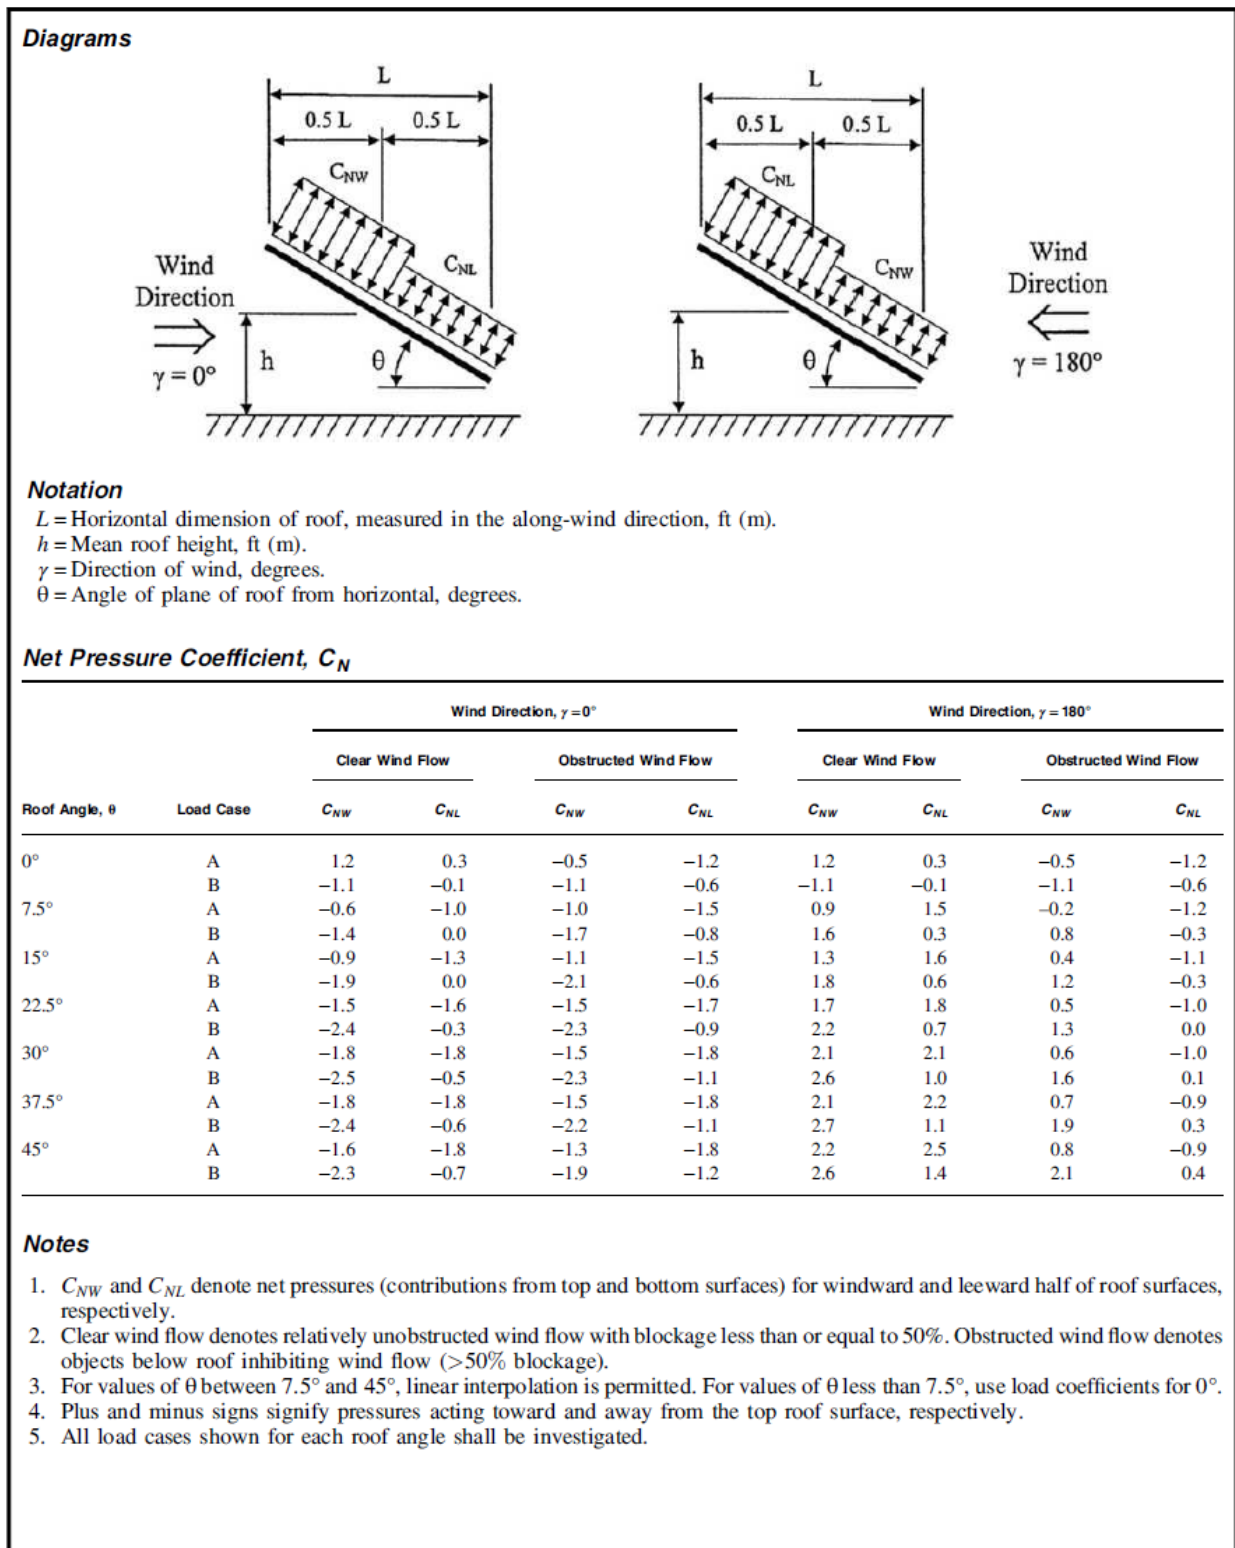 Diagrams
L
0.5 L 0.5 L
C_NW
C_NL
Wind
Direction
γ = 0°
h
θ
L
0.5 L 0.5 L
C_NL
C_NW
Wind
Direction
γ = 180°
h
θ
Notation
L = Horizontal dimension of roof, measured in the along-wind direction, ft (m).
h = Mean roof height, ft (m).
γ = Direction of wind, degrees.
θ = Angle of plane of roof from horizontal, degrees.
Net Pressure Coefficient, C_N
Wind Direction, γ = 0° Wind Direction, γ = 180°
Clear Wind Flow Obstructed Wind Flow Clear Wind Flow Obstructed Wind Flow
Roof Angle, θ Load Case C_NW C_NL C_NW C_NL C_NW C_NL C_NW C_NL
0° A 1.2 0.3 −0.5 −1.2 1.2 0.3 −0.5 −1.2
B −1.1 −0.1 −1.1 −0.6 −1.1 −0.1 −1.1 −0.6
7.5° A −0.6 −1.0 −1.0 −1.5 0.9 1.5 −0.2 −1.2
B −1.4 0.0 −1.7 −0.8 1.6 0.3 0.8 −0.3
15° A −0.9 −1.3 −1.1 −1.5 1.3 1.6 0.4 −1.1
B −1.9 0.0 −2.1 −0.6 1.8 0.6 1.2 −0.3
22.5° A −1.5 −1.6 −1.5 −1.7 1.7 1.8 0.5 −1.0
B −2.4 −0.3 −2.3 −0.9 2.2 0.7 1.3 0.0
30° A −1.8 −1.8 −1.5 −1.8 2.1 2.1 0.6 −1.0
B −2.5 −0.5 −2.3 −1.1 2.6 1.0 1.6 0.1
37.5° A −1.8 −1.8 −1.5 −1.8 2.1 2.2 0.7 −0.9
B −2.4 −0.6 −2.2 −1.1 2.7 1.1 1.9 0.3
45° A −1.6 −1.8 −1.3 −1.8 2.2 2.5 0.8 −0.9
B −2.3 −0.7 −1.9 −1.2 2.6 1.4 2.1 0.4
Notes
1. C_NW and C_NL denote net pressures (contributions from top and bottom surfaces) for windward and leeward half of roof surfaces,
respectively.
2. Clear wind flow denotes relatively unobstructed wind flow with blockage less than or equal to 50%. Obstructed wind flow denotes
objects below roof inhibiting wind flow (>50% blockage).
3. For values of θ between 7.5° and 45°, linear interpolation is permitted. For values of θ less than 7.5°, use load coefficients for 0°.
4. Plus and minus signs signify pressures acting toward and away from the top roof surface, respectively.
5. All load cases shown for each roof angle shall be investigated.